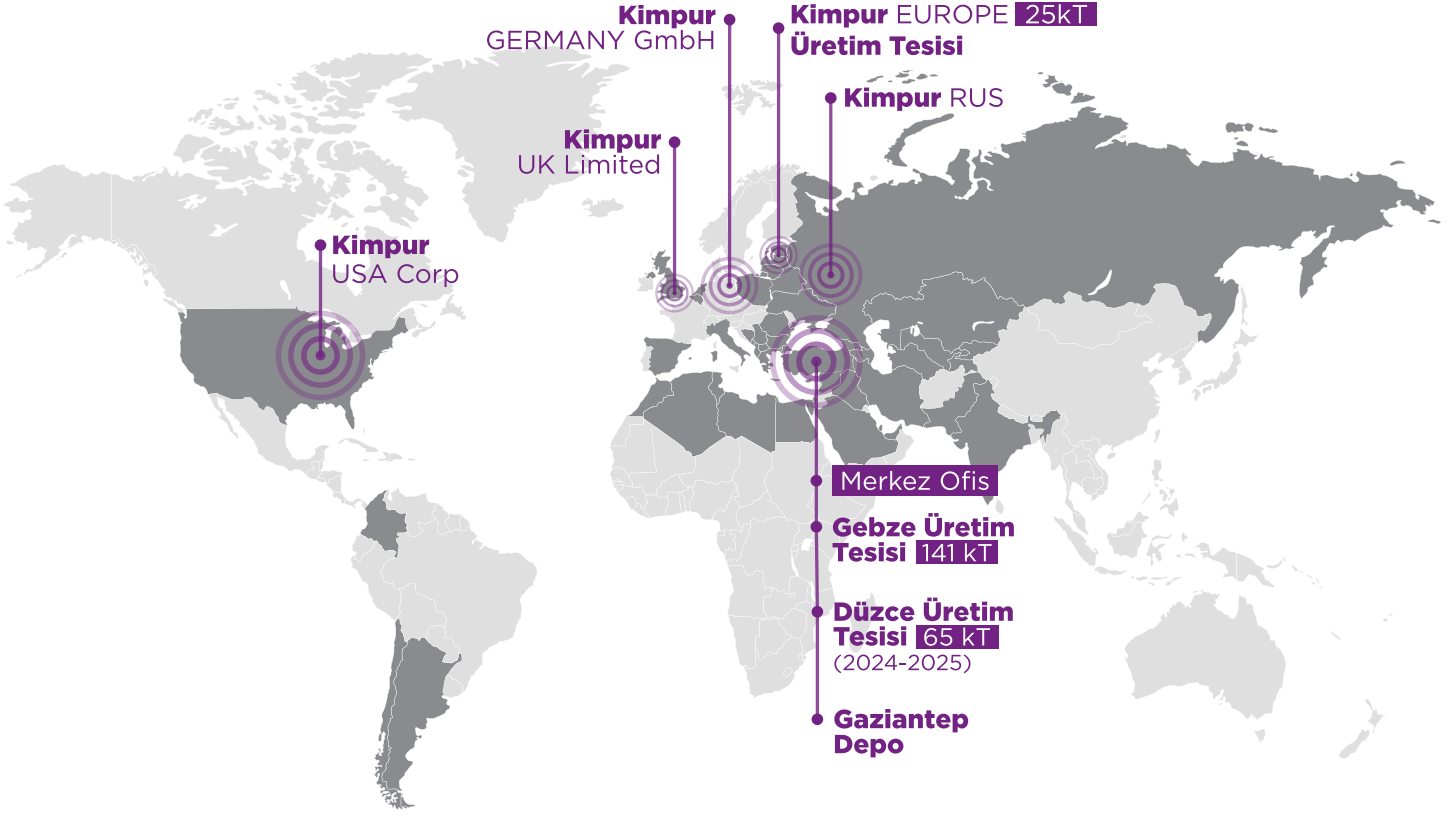 Kimpur
GERMANY GmbH
Kimpur EUROPE 25kT
Üretim Tesisi
Kimpur RUS
Kimpur
UK Limited
Kimpur
USA Corp
Merkez Ofis
Gebze Üretim
Tesisi 141 kT
Düzce Üretim
Tesisi 65 kT
(2024-2025)
Gaziantep
Depo